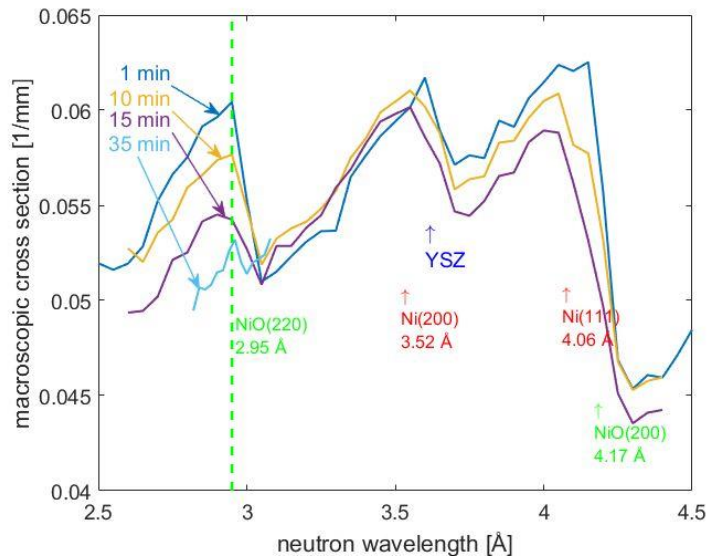 0.065
1 min
10 min
15 min
35 min
0.06
0.055
0.05
0.045
0.04
macroscopic cross section [1/mm]
↑
YSZ
NiO(220)
2.95 Å
↑
Ni(200)
3.52 Å
↑
Ni(111)
4.06 Å
↑
NiO(200)
4.17 Å
2.5 3 3.5 4 4.5
neutron wavelength [Å]